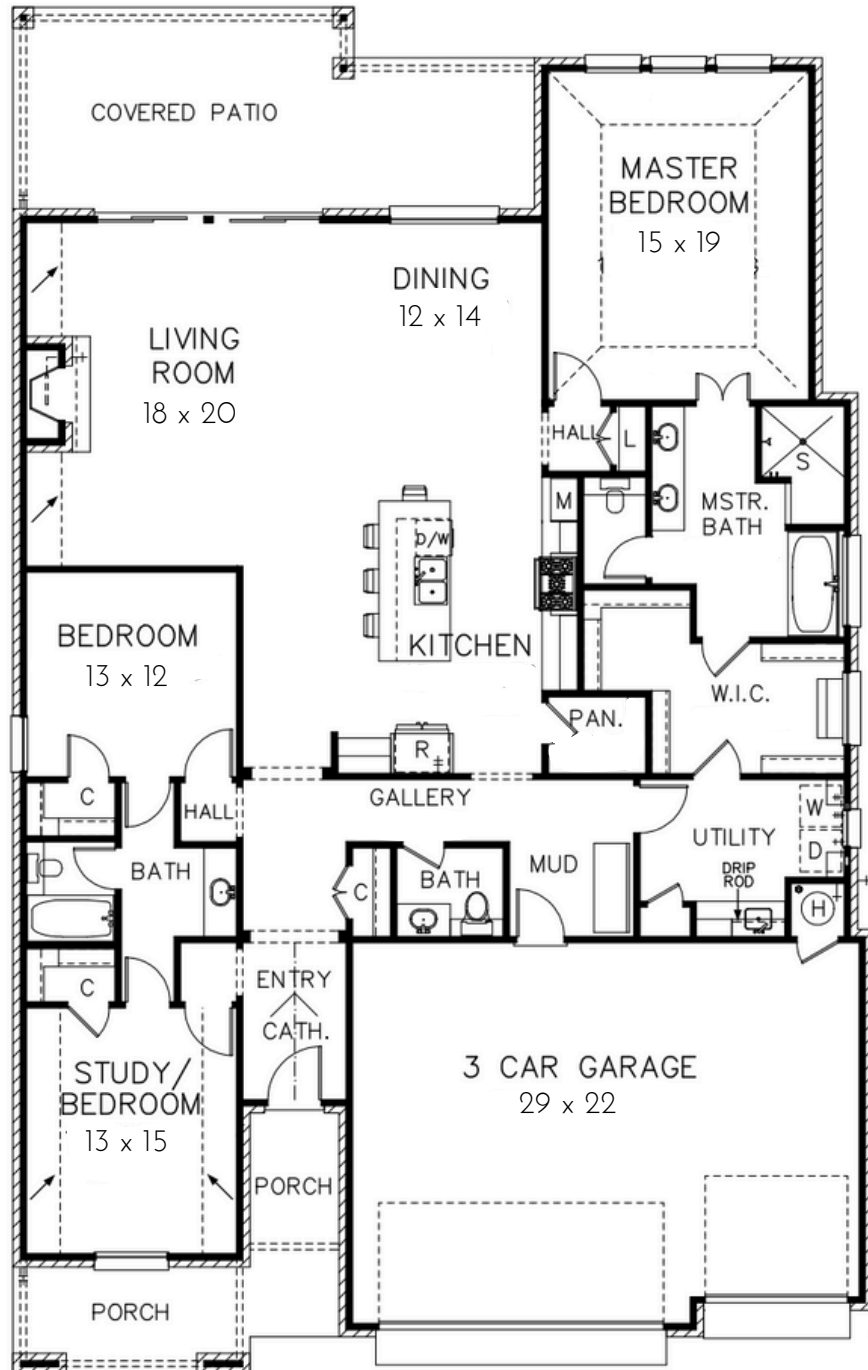 COVERED PATIO
MASTER
BEDROOM
15 x 19
DINING
12 x 14
LIVING
ROOM
18 x 20
HALL
L
S
M
MSTR.
BATH
D/W
BEDROOM
13 x 12
KITCHEN
W.I.C.
PAN.
R
C
HALL
GALLERY
W
UTILITY
D
BATH
C
BATH
MUD
DRIP
ROD
H
C
ENTRY
CATH.
STUDY/
BEDROOM
13 x 15
3 CAR GARAGE
29 x 22
PORCH
PORCH